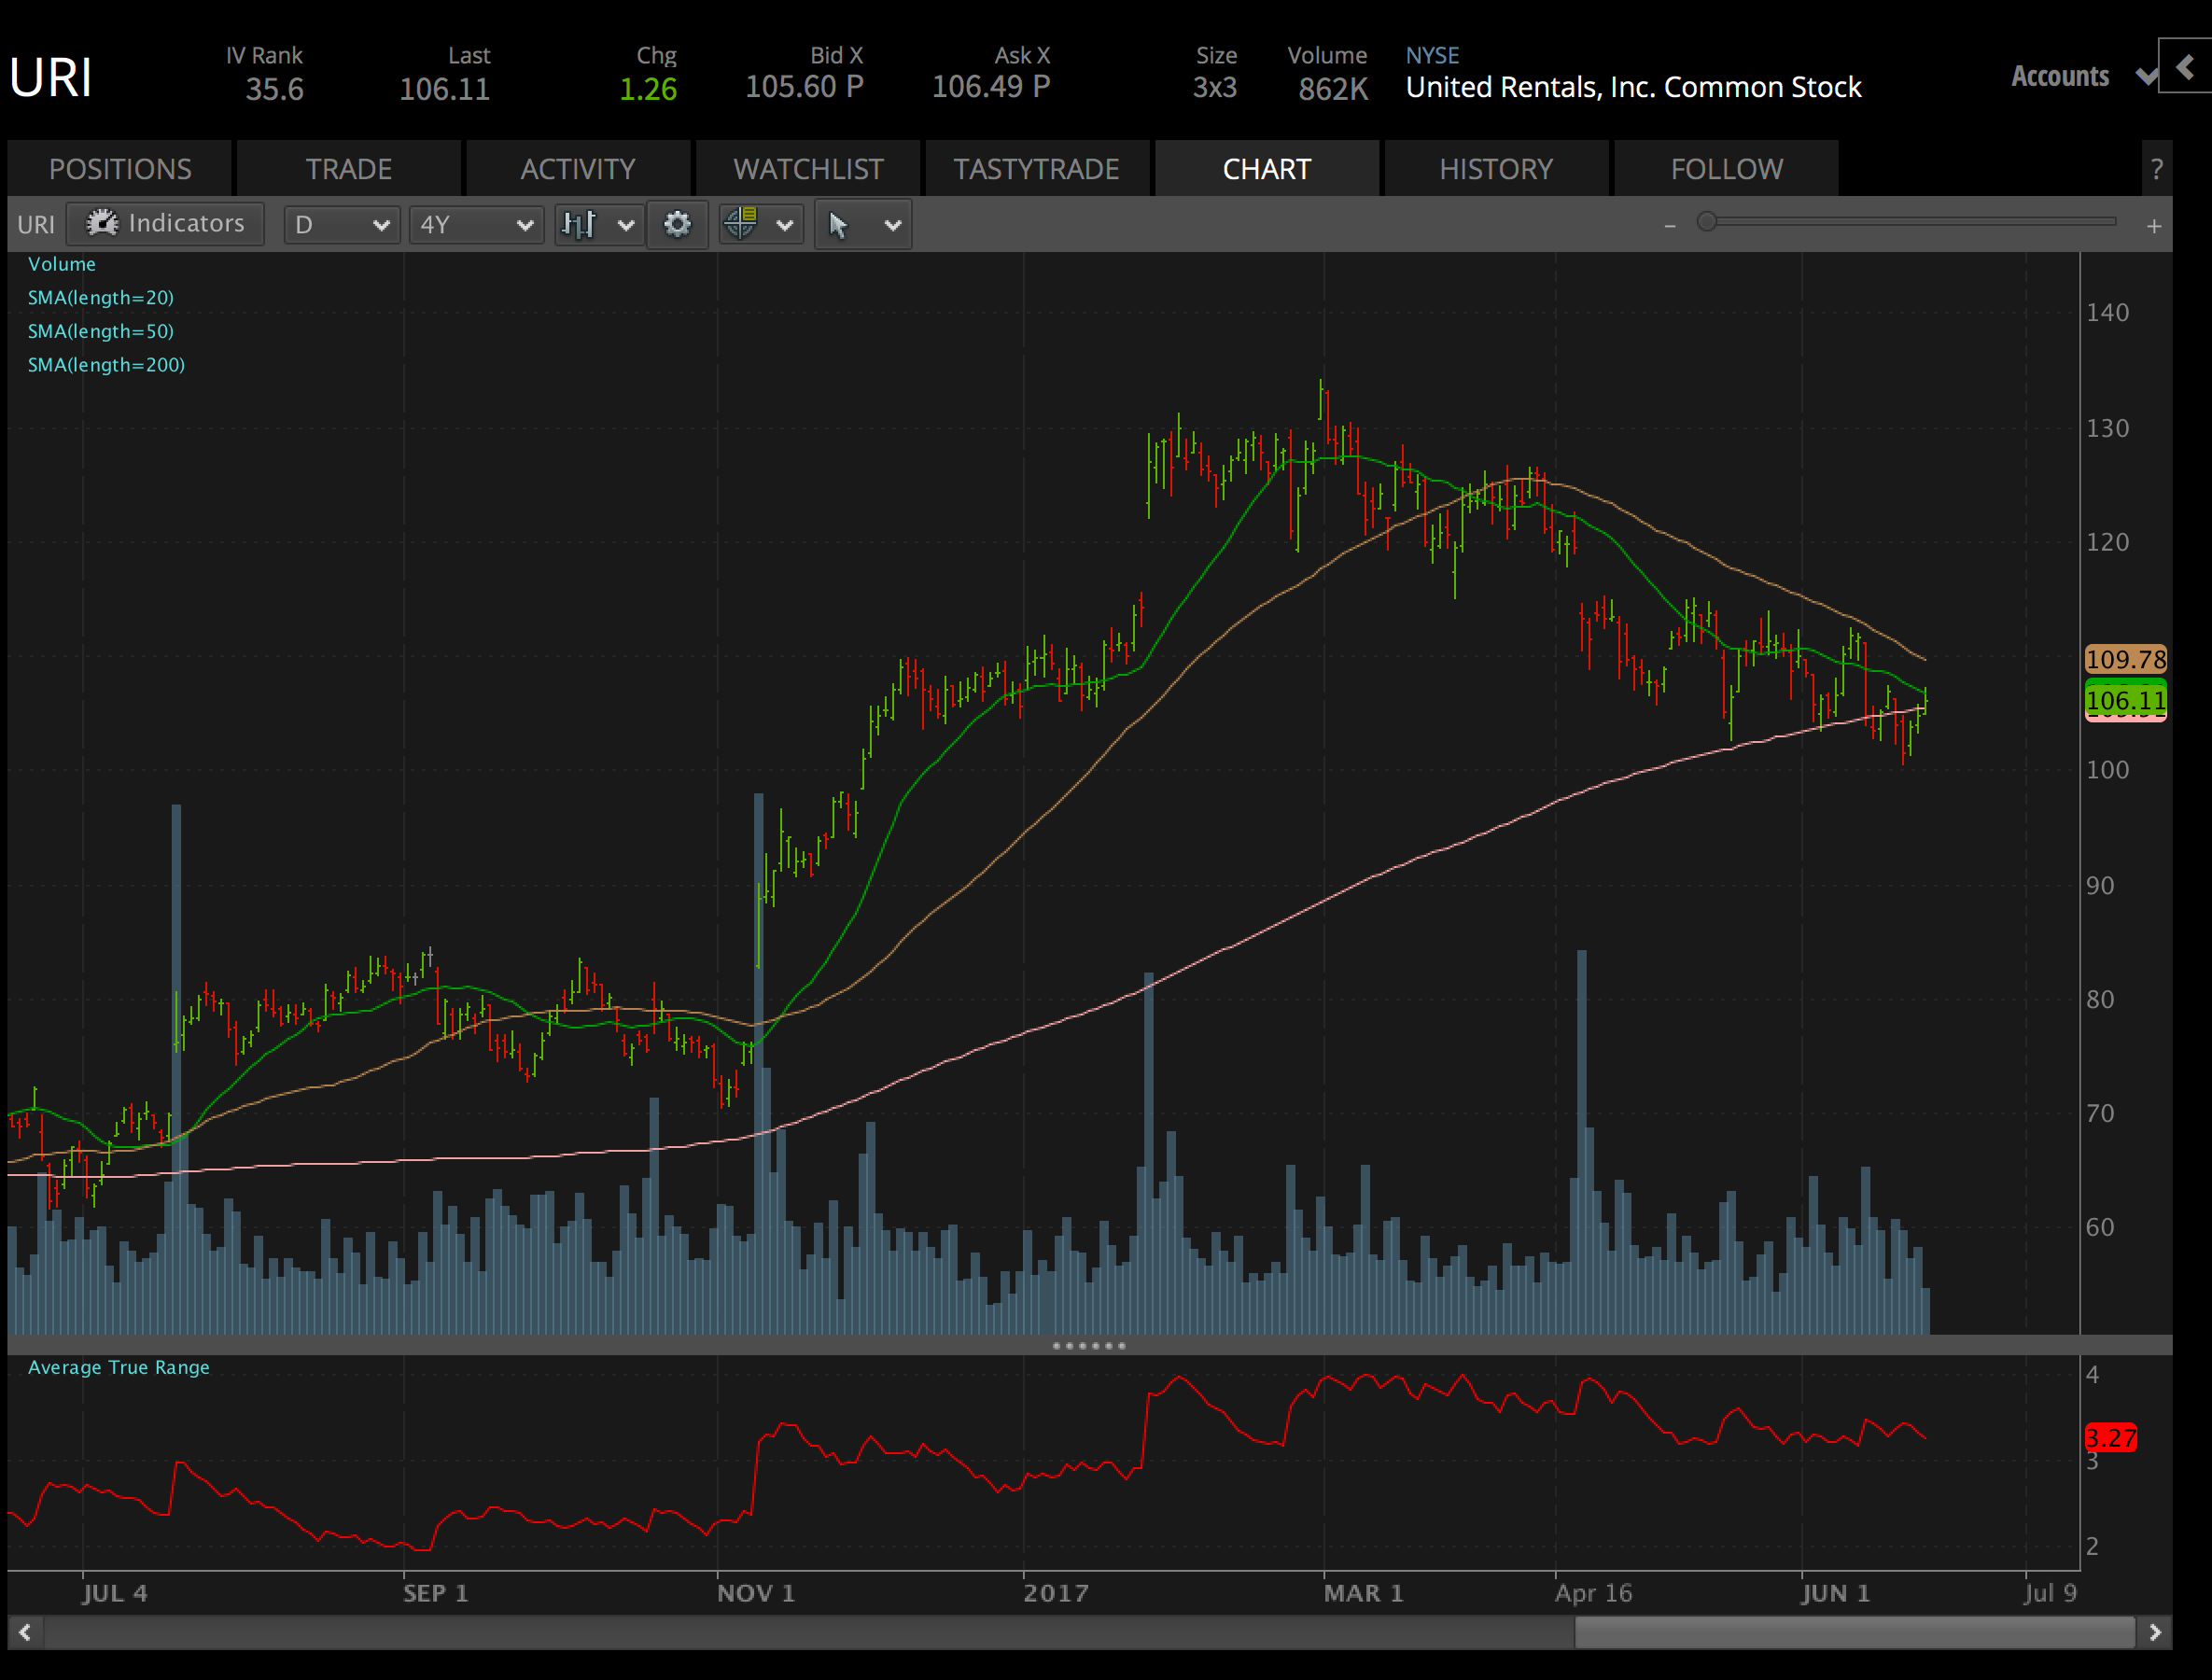 URI
IV Rank
35.6
Last
106.11
Chg
1.26
Bid X
105.60 P
Ask X
106.49 P
Size
3x3
Volume
862K
NYSE
United Rentals, Inc. Common Stock
Accounts
POSITIONS
TRADE
ACTIVITY
WATCHLIST
TASTYTRADE
CHART
HISTORY
FOLLOW
?
URI
Indicators
D
4Y
–
+
Volume
SMA(length=20)
SMA(length=50)
SMA(length=200)
140
130
120
109.78
106.11
100
90
80
70
60
Average True Range
4
3.27
3
2
JUL 4
SEP 1
NOV 1
2017
MAR 1
Apr 16
JUN 1
Jul 9